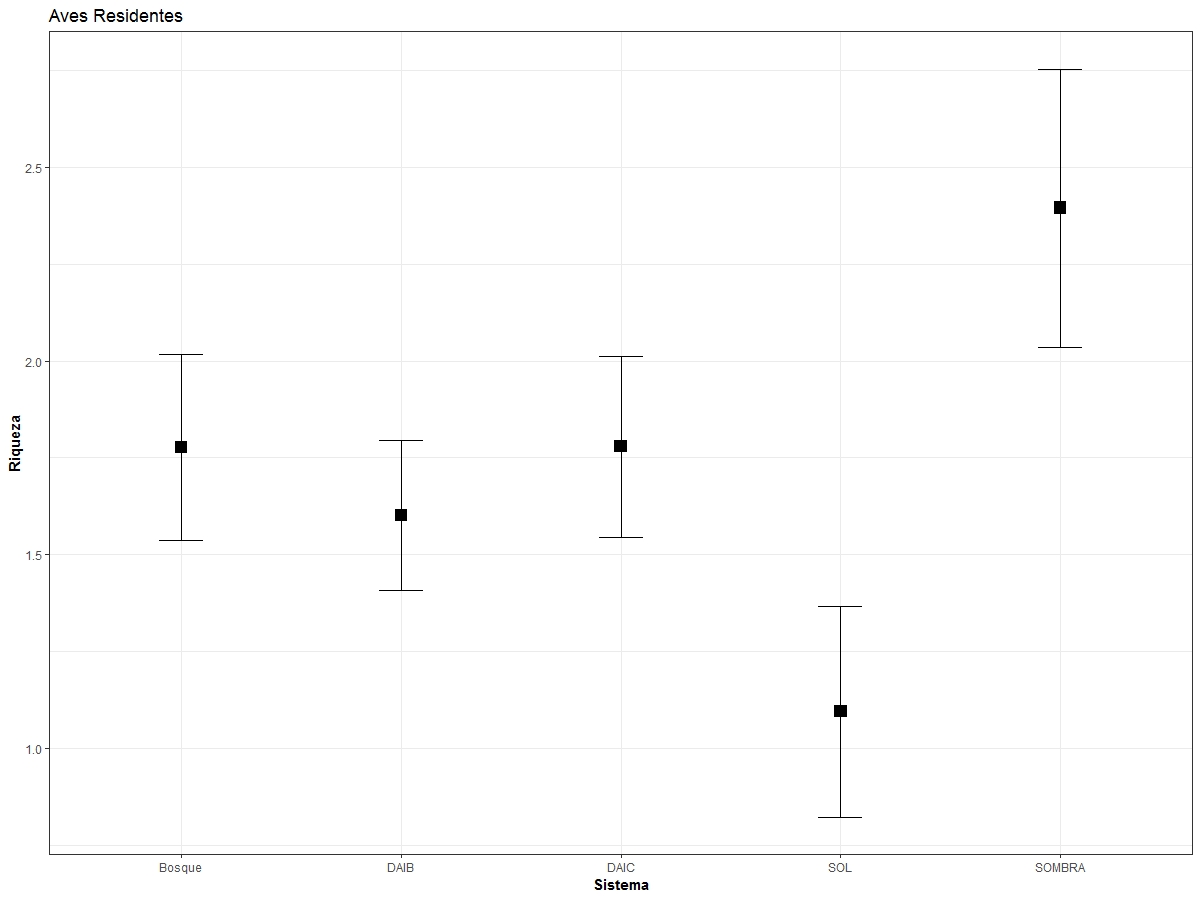 Aves Residentes
Riqueza
2.5
2.0
1.5
1.0
Bosque DAIB DAIC SOL SOMBRA
Sistema